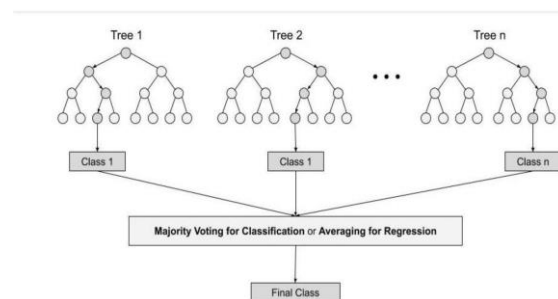 Tree 1
Tree 2
Tree n
Class 1
Class 1
Class n
Majority Voting for Classification or Averaging for Regression
Final Class